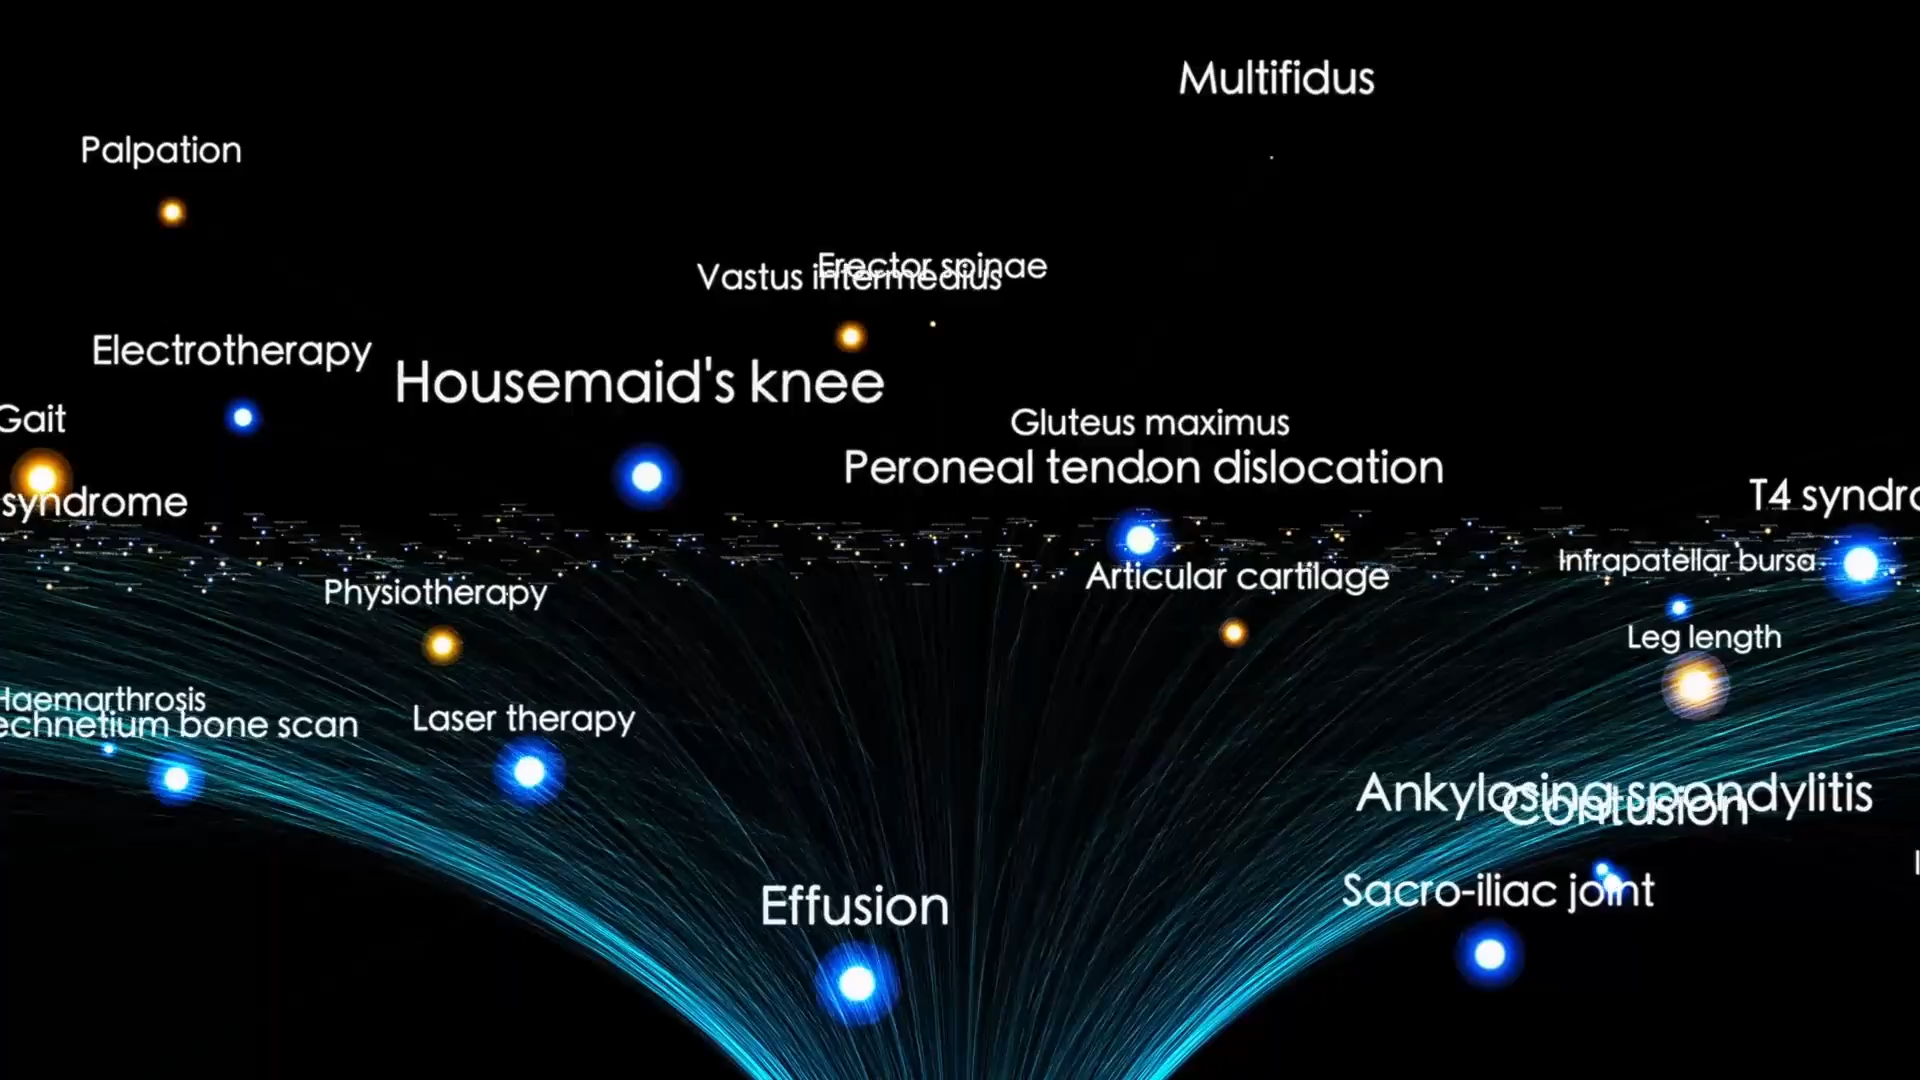 Multifidus
Palpation
Erector spinae
Vastus intermedius
Electrotherapy
Housemaid's knee
Gait
Gluteus maximus
Peroneal tendon dislocation
syndrome
T4 syndro
Infrapatellar bursa
Articular cartilage
Physiotherapy
Leg length
Haemarthrosis
echnetium bone scan
Laser therapy
Ankylosing spondylitis
Contusion
Sacro-iliac joint
Effusion